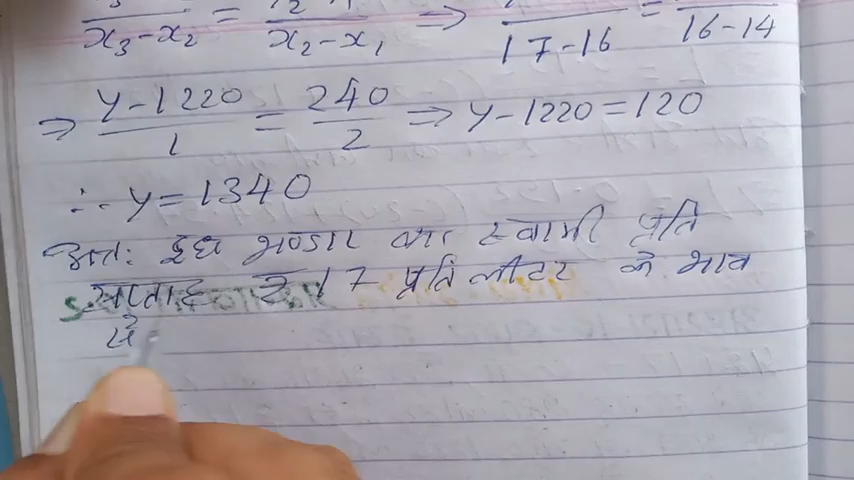 x₃-x₂ = x₂-x₁ ⇒ 17-16 = 16-14
⇒ y-1220/1 = 240/2 ⇒ y-1220=120
∴ y=1340
अतः दुध भण्डार का स्वामी प्रति
सप्ताह ₹ 17 प्रति लीटर के भाव
से